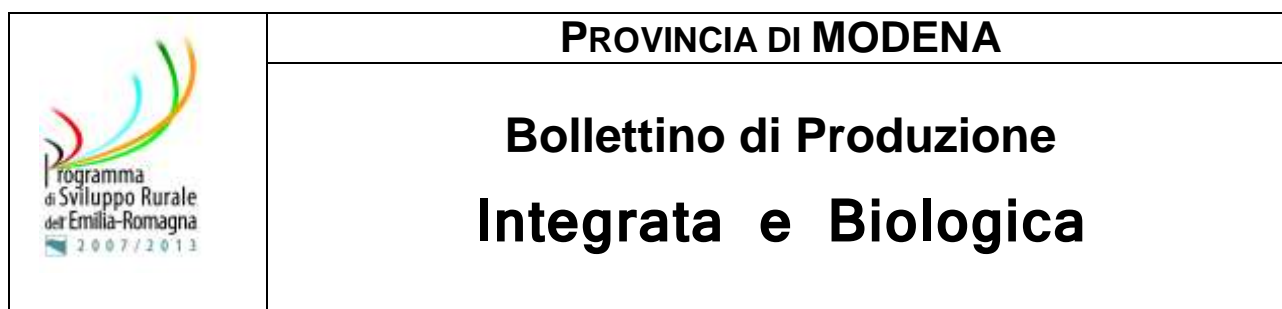 PROVINCIA DI MODENA
Bollettino di Produzione
Integrata e Biologica
Programma
di Sviluppo Rurale
dell'Emilia-Romagna
2007/2013